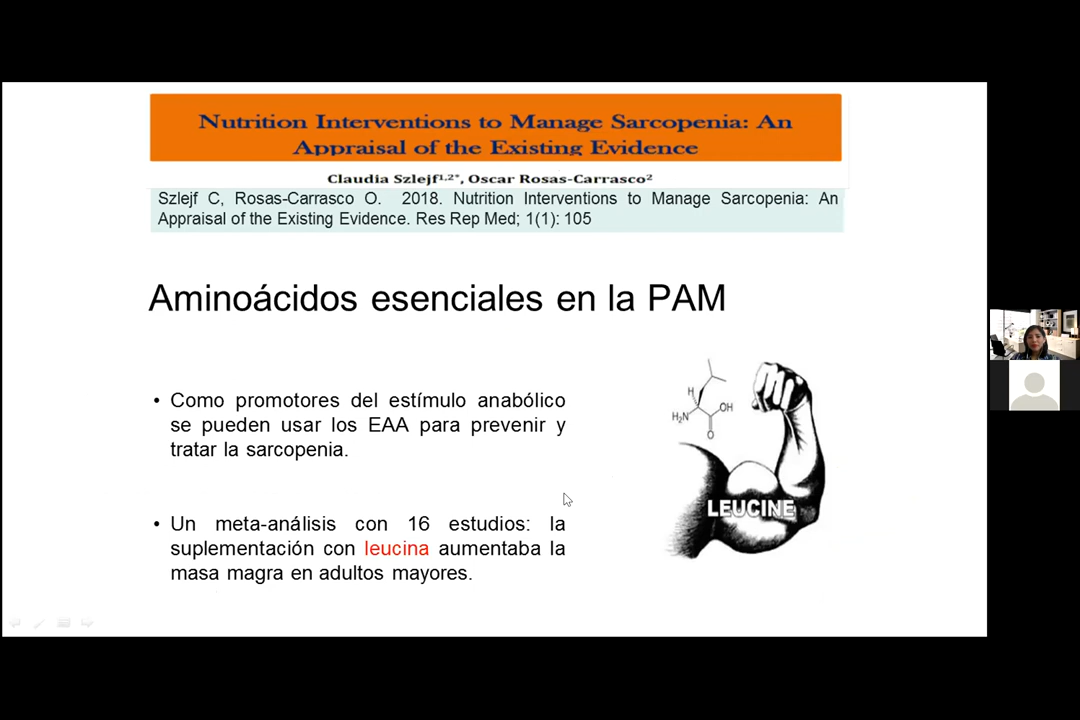 Nutrition Interventions to Manage Sarcopenia: An
Appraisal of the Existing Evidence
Claudia Szlejf1,2*, Oscar Rosas-Carrasco2
Szlejf C, Rosas-Carrasco O. 2018. Nutrition Interventions to Manage Sarcopenia: An
Appraisal of the Existing Evidence. Res Rep Med; 1(1): 105
Aminoácidos esenciales en la PAM
• Como promotores del estímulo anabólico
se pueden usar los EAA para prevenir y
tratar la sarcopenia.
• Un meta-análisis con 16 estudios: la
suplementación con leucina aumentaba la
masa magra en adultos mayores.
H
H₂N
OH
O
LEUCINE